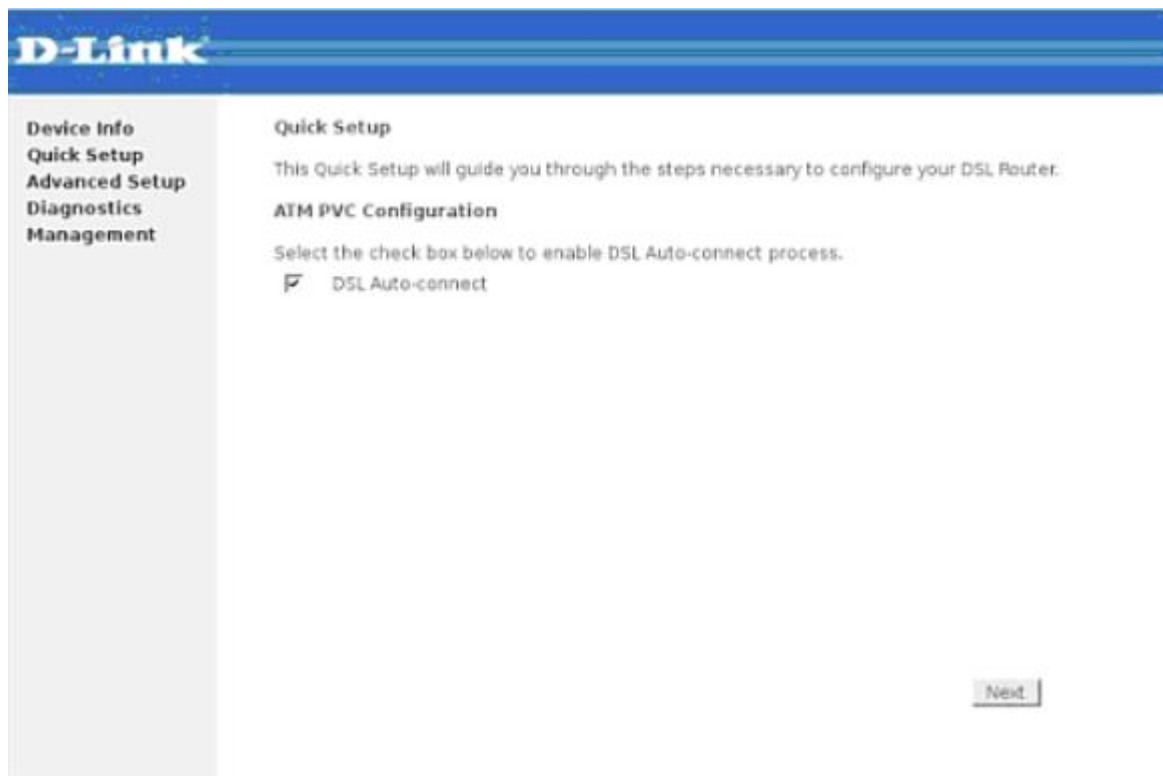 D-Link
Device Info
Quick Setup
Advanced Setup
Diagnostics
Management
Quick Setup
This Quick Setup will guide you through the steps necessary to configure your DSL Router.
ATM PVC Configuration
Select the check box below to enable DSL Auto-connect process.
DSL Auto-connect
Next